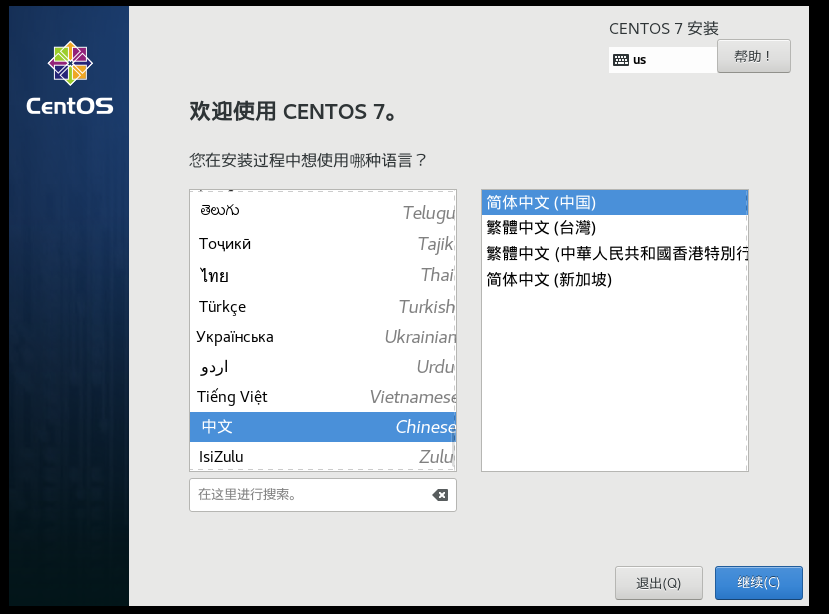 CentOS
CENTOS 7 安装
us
帮助！
欢迎使用 CENTOS 7。
您在安装过程中想使用哪种语言？
తెలుగు Telugu
Тоҷикӣ Tajik
ไทย Thai
Türkçe Turkish
Українська Ukrainian
اردو Urdu
Tiếng Việt Vietnamese
中文 Chinese
IsiZulu Zulu
在这里进行搜索。
简体中文 (中国)
繁體中文 (台灣)
繁體中文 (中華人民共和國香港特別行
简体中文 (新加坡)
退出(Q)
继续(C)